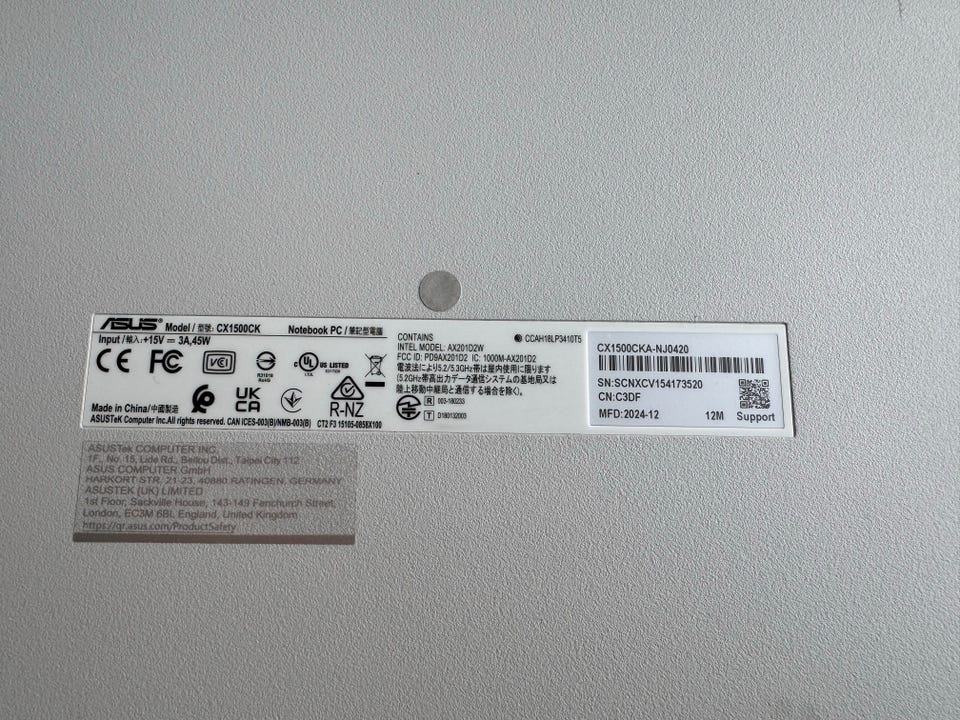 ASUS® Model / 型號: CX1500CK Notebook PC / 筆記型電腦
Input /輸入: +15V ⎓ 3A,45W
CE FC VCI R31018 RoHS c UL US LISTED
UK CA R-NZ
Made in China/中國製造
ASUSTeK Computer Inc.All rights reserved. CAN ICES-003(B)/NMB-003(B) CT2 F3 15105-0858X100
CONTAINS
INTEL MODEL: AX201D2W
CCAH18LP3410T5
FCC ID: PD9AX201D2 IC: 1000M-AX201D2
電波法により5.2/5.3GHz帯は屋内使用に限ります
(5.2GHz帯高出力データ通信システムの基地局又は
陸上移動中継局と通信する場合を除く)。
R 003-180233
T D180132003
CX1500CKA-NJ0420
SN:SCNXCV154173520
CN:C3DF
MFD:2024-12 12M Support
ASUSTek COMPUTER INC.
1F., No. 15, Lide Rd., Beitou Dist., Taipei City 112
ASUS COMPUTER GmbH
HARKORT STR. 21-23, 40880 RATINGEN, GERMANY
ASUSTEK (UK) LIMITED
1st Floor, Sackville House, 143-149 Fenchurch Street,
London, EC3M 6BL England, United Kingdom
https://qr.asus.com/ProductSafety